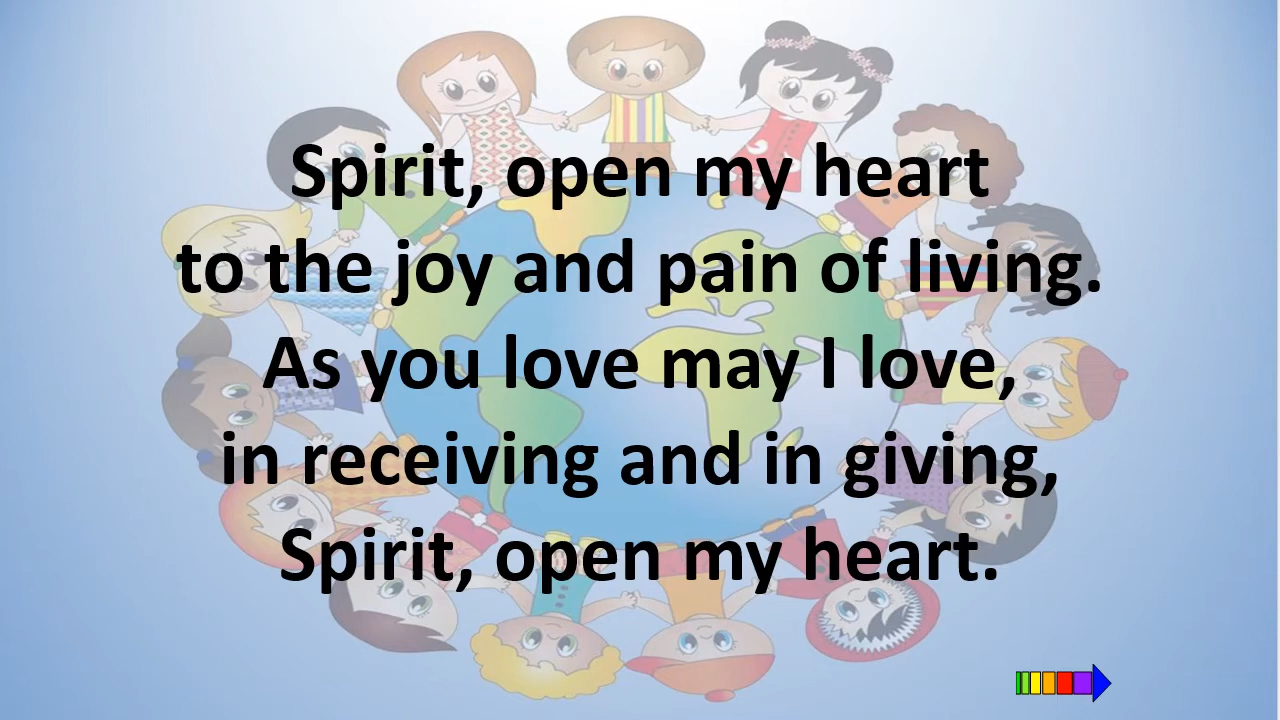 Spirit, open my heart
to the joy and pain of living.
As you love may I love,
in receiving and in giving,
Spirit, open my heart.